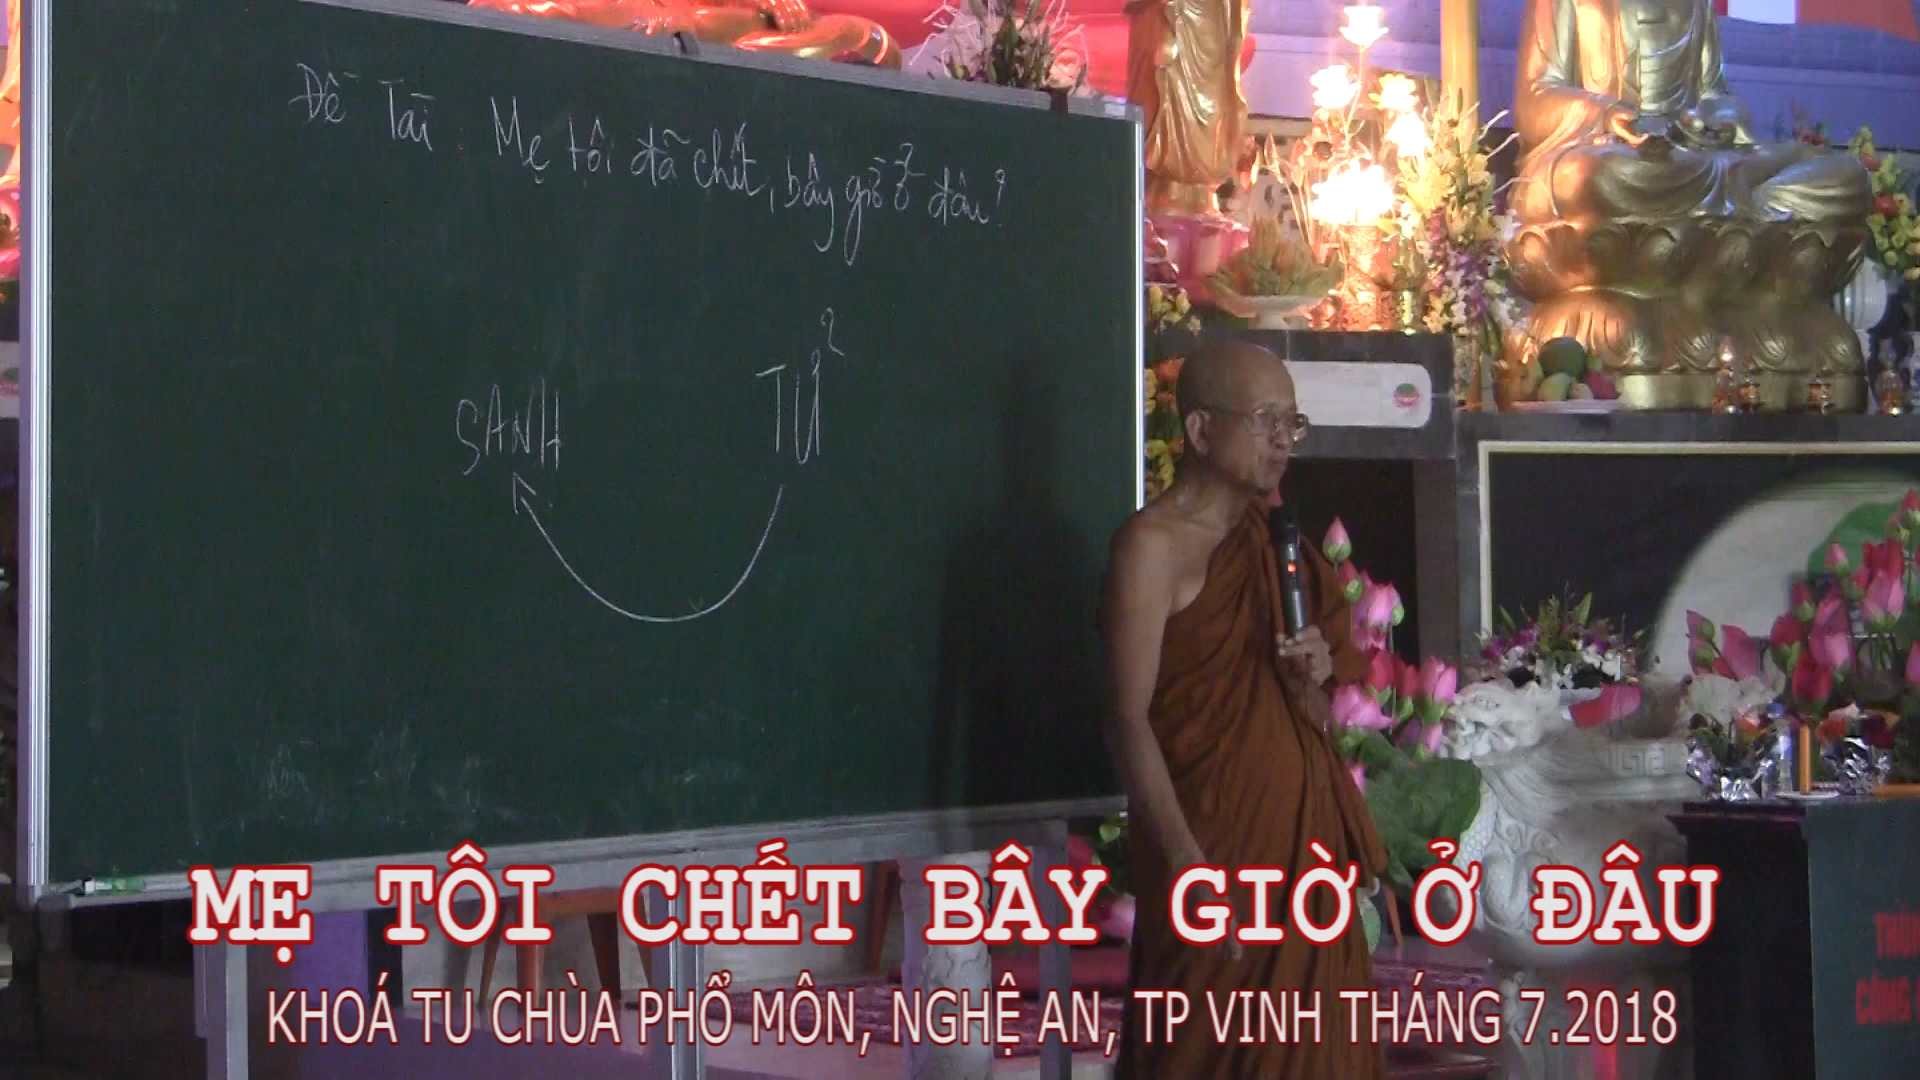 Đề Tài : Mẹ tôi đã chết, bây giờ ở đâu?
SANH TỬ
MẸ TÔI CHẾT BÂY GIỜ Ở ĐÂU
KHOÁ TU CHÙA PHỔ MÔN, NGHỆ AN, TP VINH THÁNG 7.2018